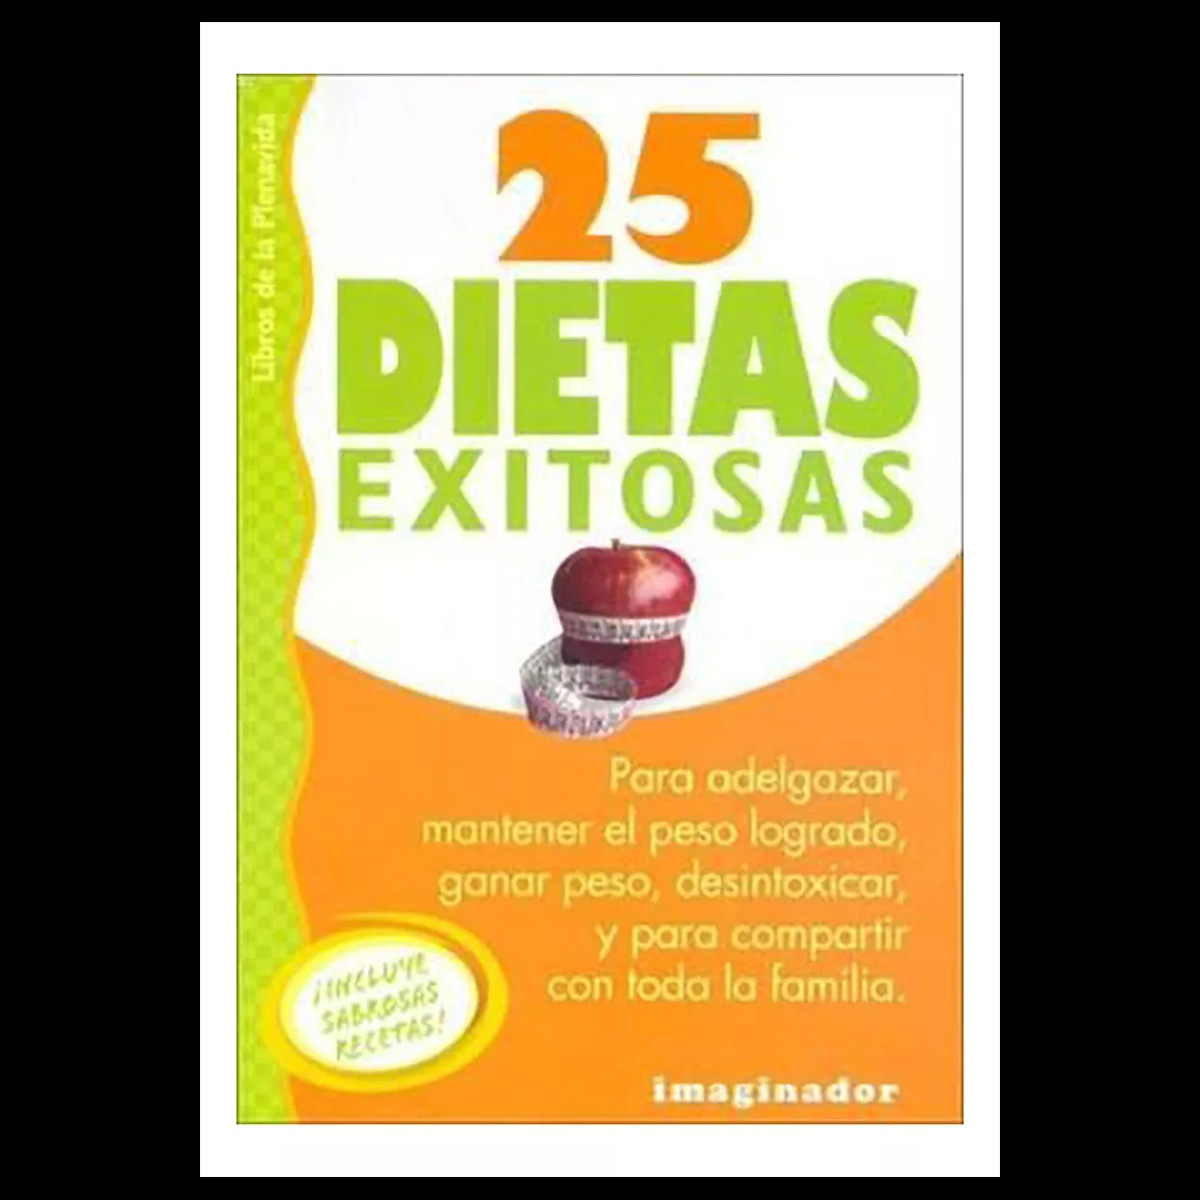 Libros de la Plenavida
25
DIETAS
EXITOSAS
Para adelgazar,
mantener el peso logrado,
ganar peso, desintoxicar,
y para compartir
con toda la familia.
¡INCLUYE
SABROSAS
RECETAS!
imaginador